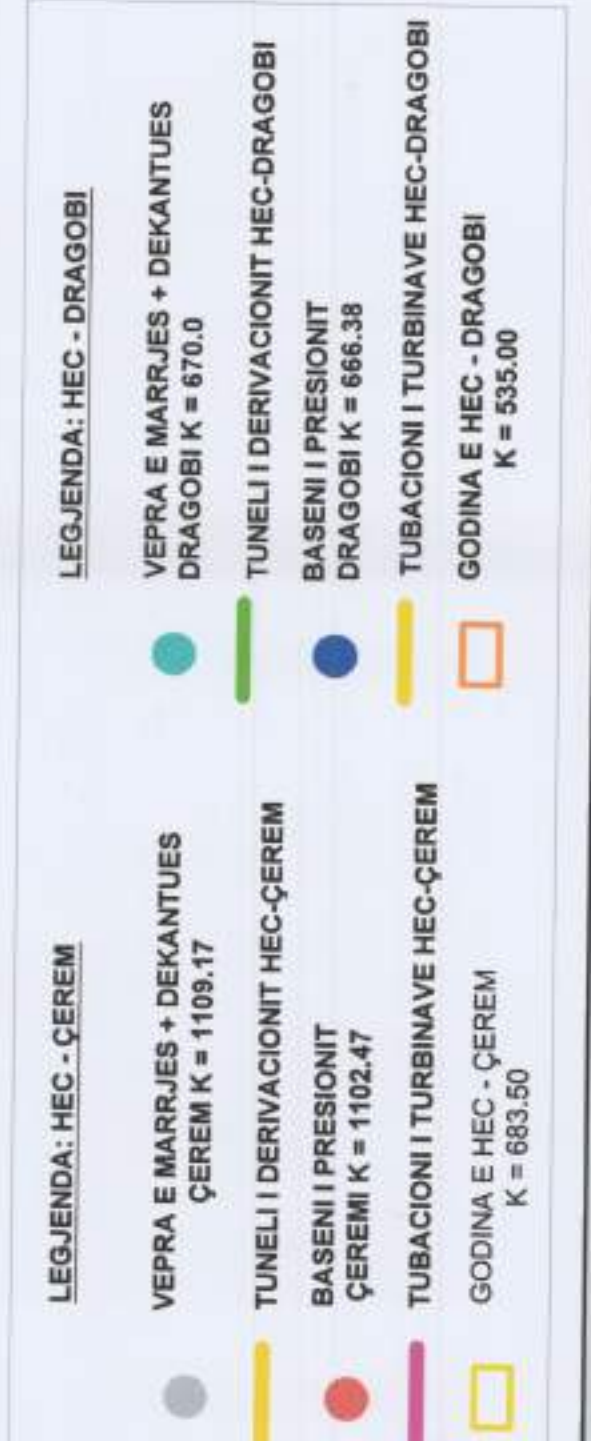 LEGJENDA: HEC - ÇEREM
VEPRA E MARRJES + DEKANTUES
ÇEREM K = 1109.17
TUNELI I DERIVACIONIT HEC-ÇEREM
BASENI I PRESIONIT
ÇEREMI K = 1102.47
TUBACIONI I TURBINAVE HEC-ÇEREM
GODINA E HEC - ÇEREM
K = 683.50
LEGJENDA: HEC - DRAGOBI
VEPRA E MARRJES + DEKANTUES
DRAGOBI K = 670.0
TUNELI I DERIVACIONIT HEC-DRAGOBI
BASENI I PRESIONIT
DRAGOBI K = 666.38
TUBACIONI I TURBINAVE HEC-DRAGOBI
GODINA E HEC - DRAGOBI
K = 535.00